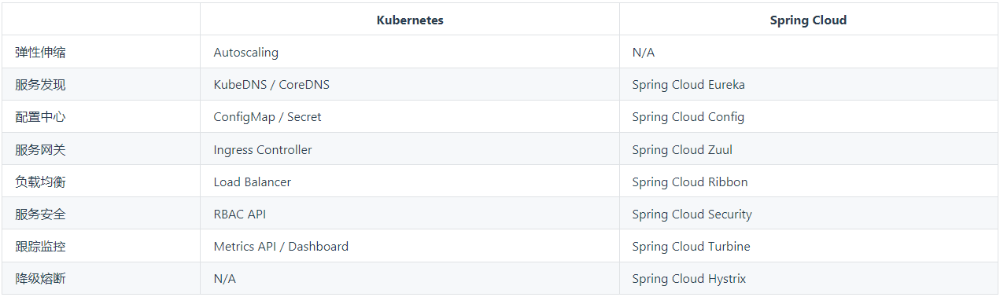 Kubernetes Spring Cloud
弹性伸缩 Autoscaling N/A
服务发现 KubeDNS / CoreDNS Spring Cloud Eureka
配置中心 ConfigMap / Secret Spring Cloud Config
服务网关 Ingress Controller Spring Cloud Zuul
负载均衡 Load Balancer Spring Cloud Ribbon
服务安全 RBAC API Spring Cloud Security
跟踪监控 Metrics API / Dashboard Spring Cloud Turbine
降级熔断 N/A Spring Cloud Hystrix